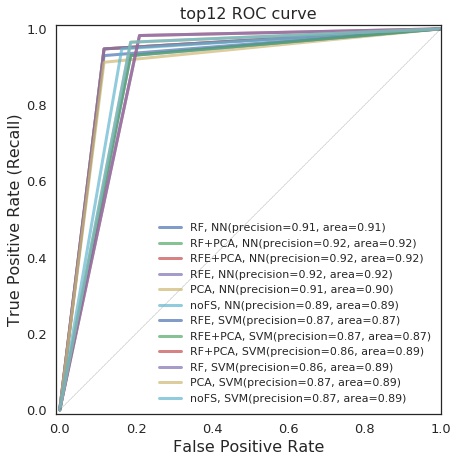 top12 ROC curve
True Positive Rate (Recall)
1.0
0.8
0.6
0.4
0.2
0.0
RF, NN(precision=0.91, area=0.91)
RF+PCA, NN(precision=0.92, area=0.92)
RFE+PCA, NN(precision=0.92, area=0.92)
RFE, NN(precision=0.92, area=0.92)
PCA, NN(precision=0.91, area=0.90)
noFS, NN(precision=0.89, area=0.89)
RFE, SVM(precision=0.87, area=0.87)
RFE+PCA, SVM(precision=0.87, area=0.87)
RF+PCA, SVM(precision=0.86, area=0.89)
RF, SVM(precision=0.86, area=0.89)
PCA, SVM(precision=0.87, area=0.89)
noFS, SVM(precision=0.87, area=0.89)
0.0 0.2 0.4 0.6 0.8 1.0
False Positive Rate